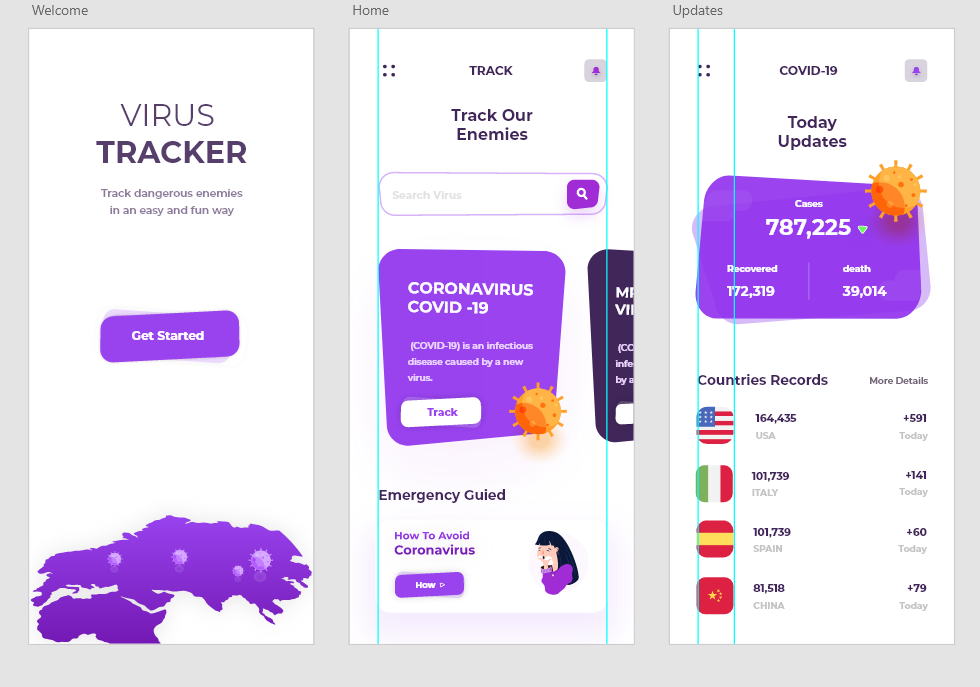 Welcome
VIRUS
TRACKER
Track dangerous enemies
in an easy and fun way
Get Started
Home
TRACK
Track Our
Enemies
Search Virus
CORONAVIRUS
COVID -19
(COVID-19) is an infectious
disease caused by a new
virus.
Track
(CO
infe
by a
Emergency Guied
How To Avoid
Coronavirus
How
Updates
COVID-19
Today
Updates
Cases
787,225
Recovered
death
172,319
39,014
Countries Records
More Details
164,435
+591
USA
Today
101,739
+141
ITALY
Today
101,739
+60
SPAIN
Today
81,518
+79
CHINA
Today